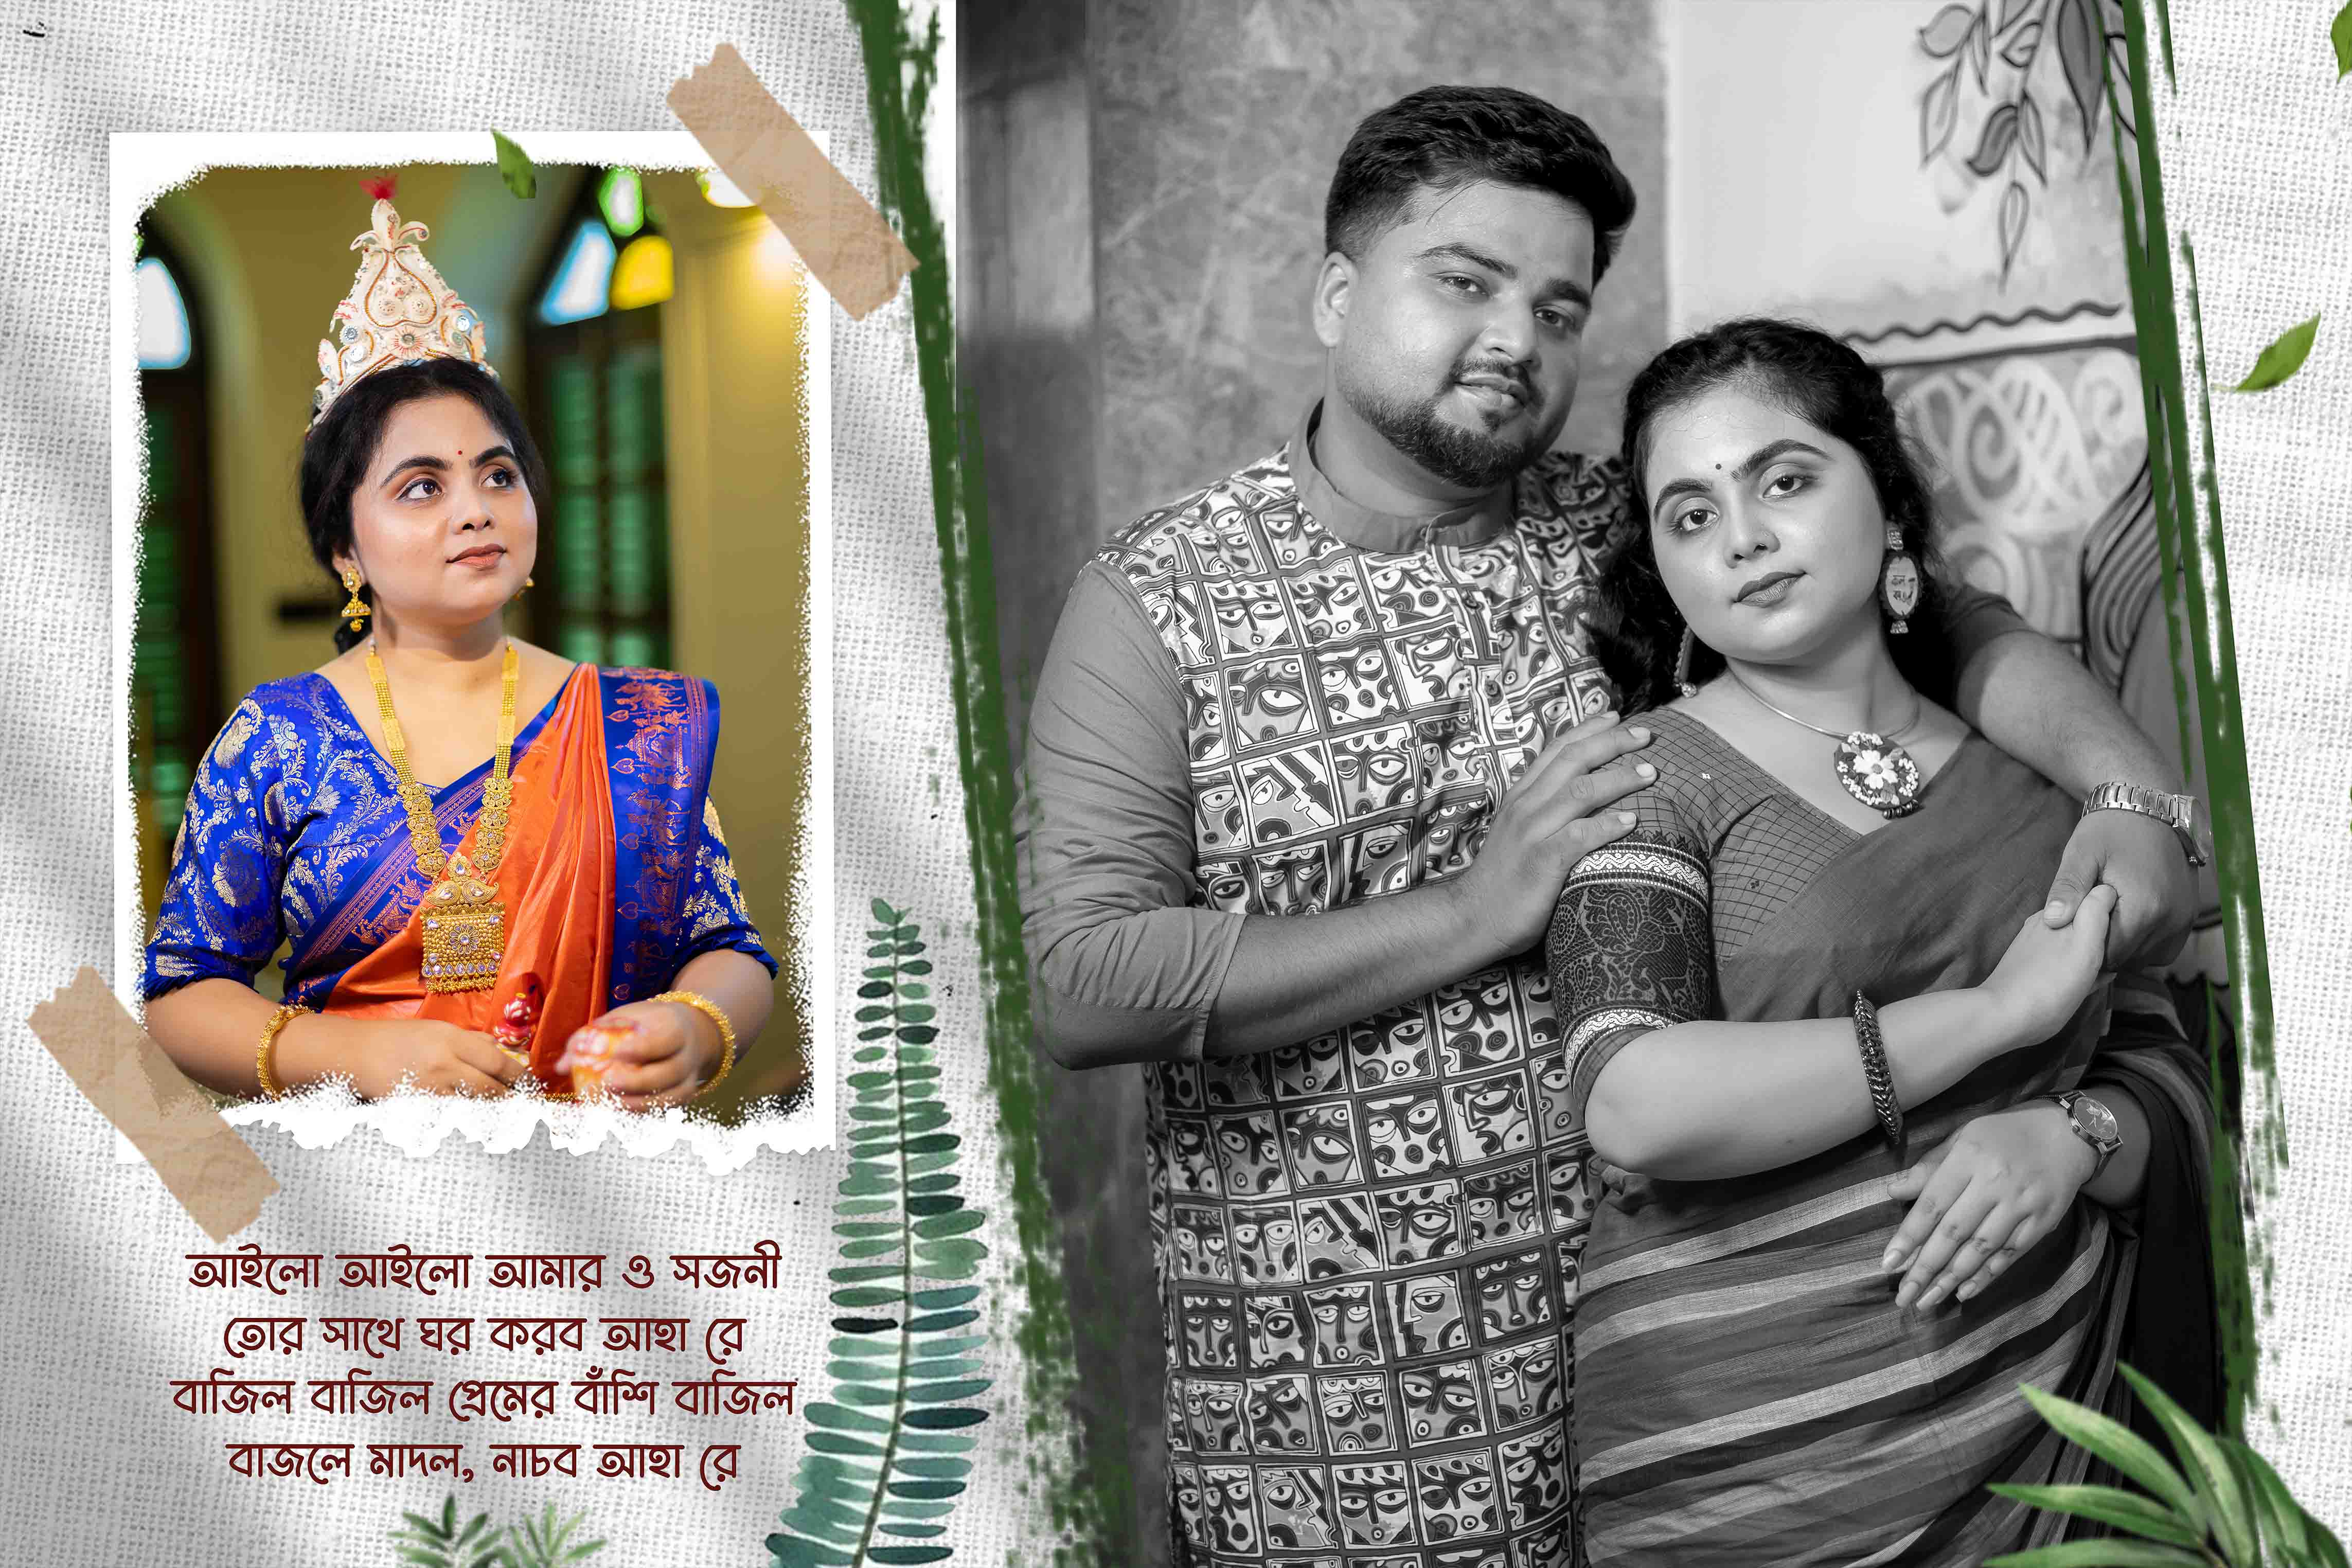 আইলো আইলো আমার ও সজনী
তোর সাথে ঘর করব আহা রে
বাজিল বাজিল প্রেমের বাঁশি বাজিল
বাজলে মাদল, নাচব আহা রে